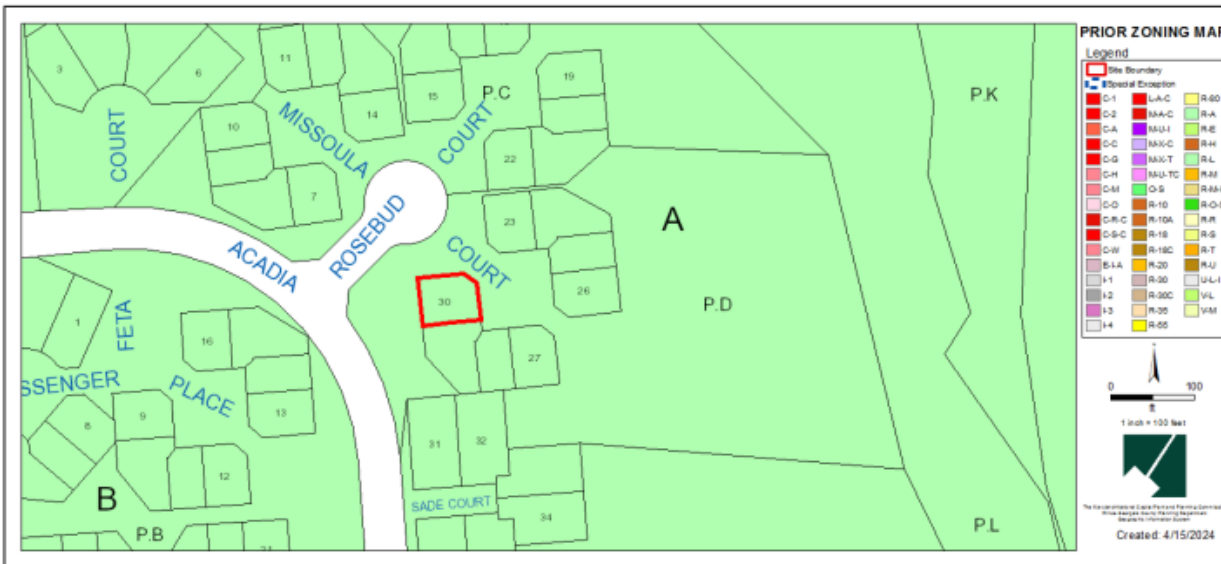 PRIOR ZONING MAP
Legend
Site Boundary
Special Exception
C-1
C-2
C-A
C-C
C-G
C-H
C-M
C-O
C-R-C
C-S-C
C-W
E-I-A
I-1
I-2
I-3
I-4
L-A-C
M-A-C
M-U-I
M-X-C
M-X-T
M-U-TC
O-S
R-10
R-10A
R-18
R-18C
R-20
R-30
R-30C
R-35
R-55
R-80
R-A
R-E
R-H
R-L
R-M
R-R
R-S
R-T
R-U
V-L
V-M
0 100
ft
1 inch = 100 feet
Created: 4/15/2024
3
6
COURT
10
7
11
14
MISSOULA
COURT
15
P.C
19
22
23
ROSEBUD
COURT
ACADIA
30
26
27
A
P.D
P.K
P.L
1
FETA
SSENGER
PLACE
16
13
8
9
12
B
P.B
31
32
SADE COURT
34